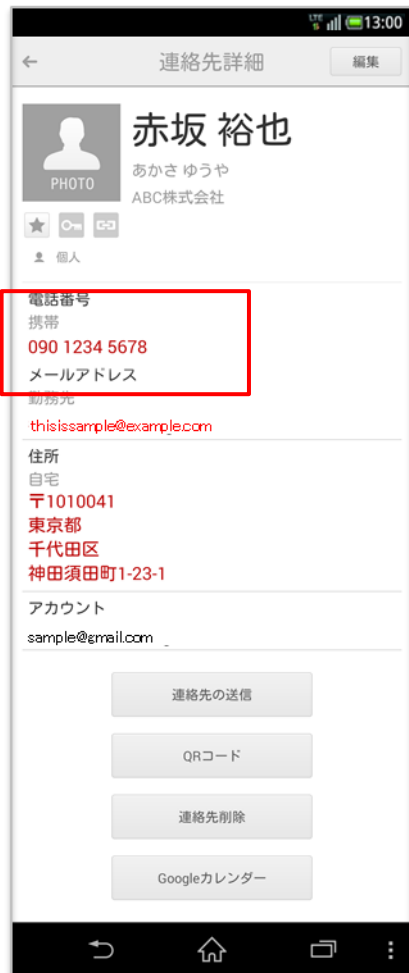 LTE 13:00
連絡先詳細
編集
赤坂 裕也
PHOTO
あかさ ゆうや
ABC株式会社
個人
電話番号
携帯
090 1234 5678
メールアドレス
勤務先
thisissample@example.com
住所
自宅
〒1010041
東京都
千代田区
神田須田町1-23-1
アカウント
sample@gmail.com
連絡先の送信
QRコード
連絡先削除
Googleカレンダー